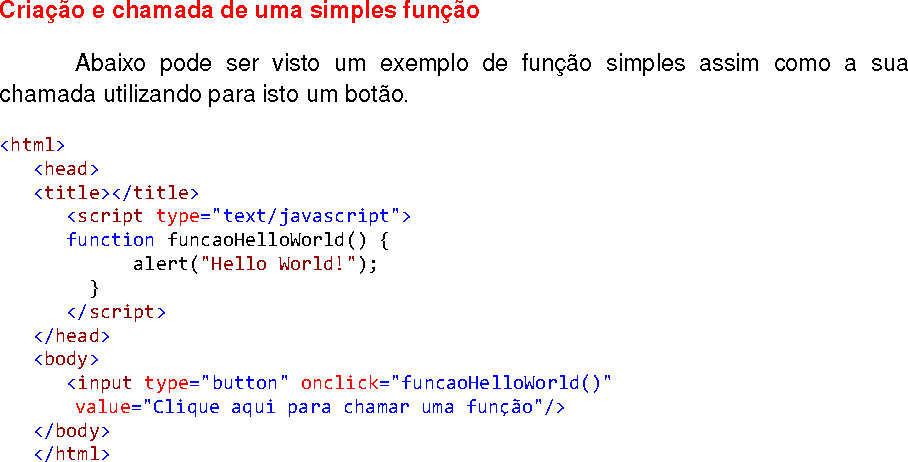 Criação e chamada de uma simples função
Abaixo pode ser visto um exemplo de função simples assim como a sua
chamada utilizando para isto um botão.
<html>
<head>
<title></title>
<script type="text/javascript">
function funcaoHelloWorld() {
alert("Hello World!");
}
</script>
</head>
<body>
<input type="button" onclick="funcaoHelloWorld()"
value="Clique aqui para chamar uma função"/>
</body>
</html>